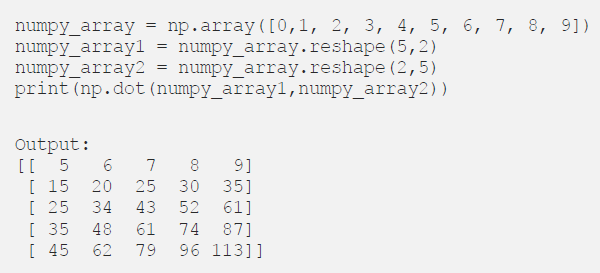 numpy_array = np.array([0,1, 2, 3, 4, 5, 6, 7, 8, 9])
numpy_array1 = numpy_array.reshape(5,2)
numpy_array2 = numpy_array.reshape(2,5)
print(np.dot(numpy_array1,numpy_array2))
Output:
[[  5   6   7   8   9]
 [ 15  20  25  30  35]
 [ 25  34  43  52  61]
 [ 35  48  61  74  87]
 [ 45  62  79  96 113]]